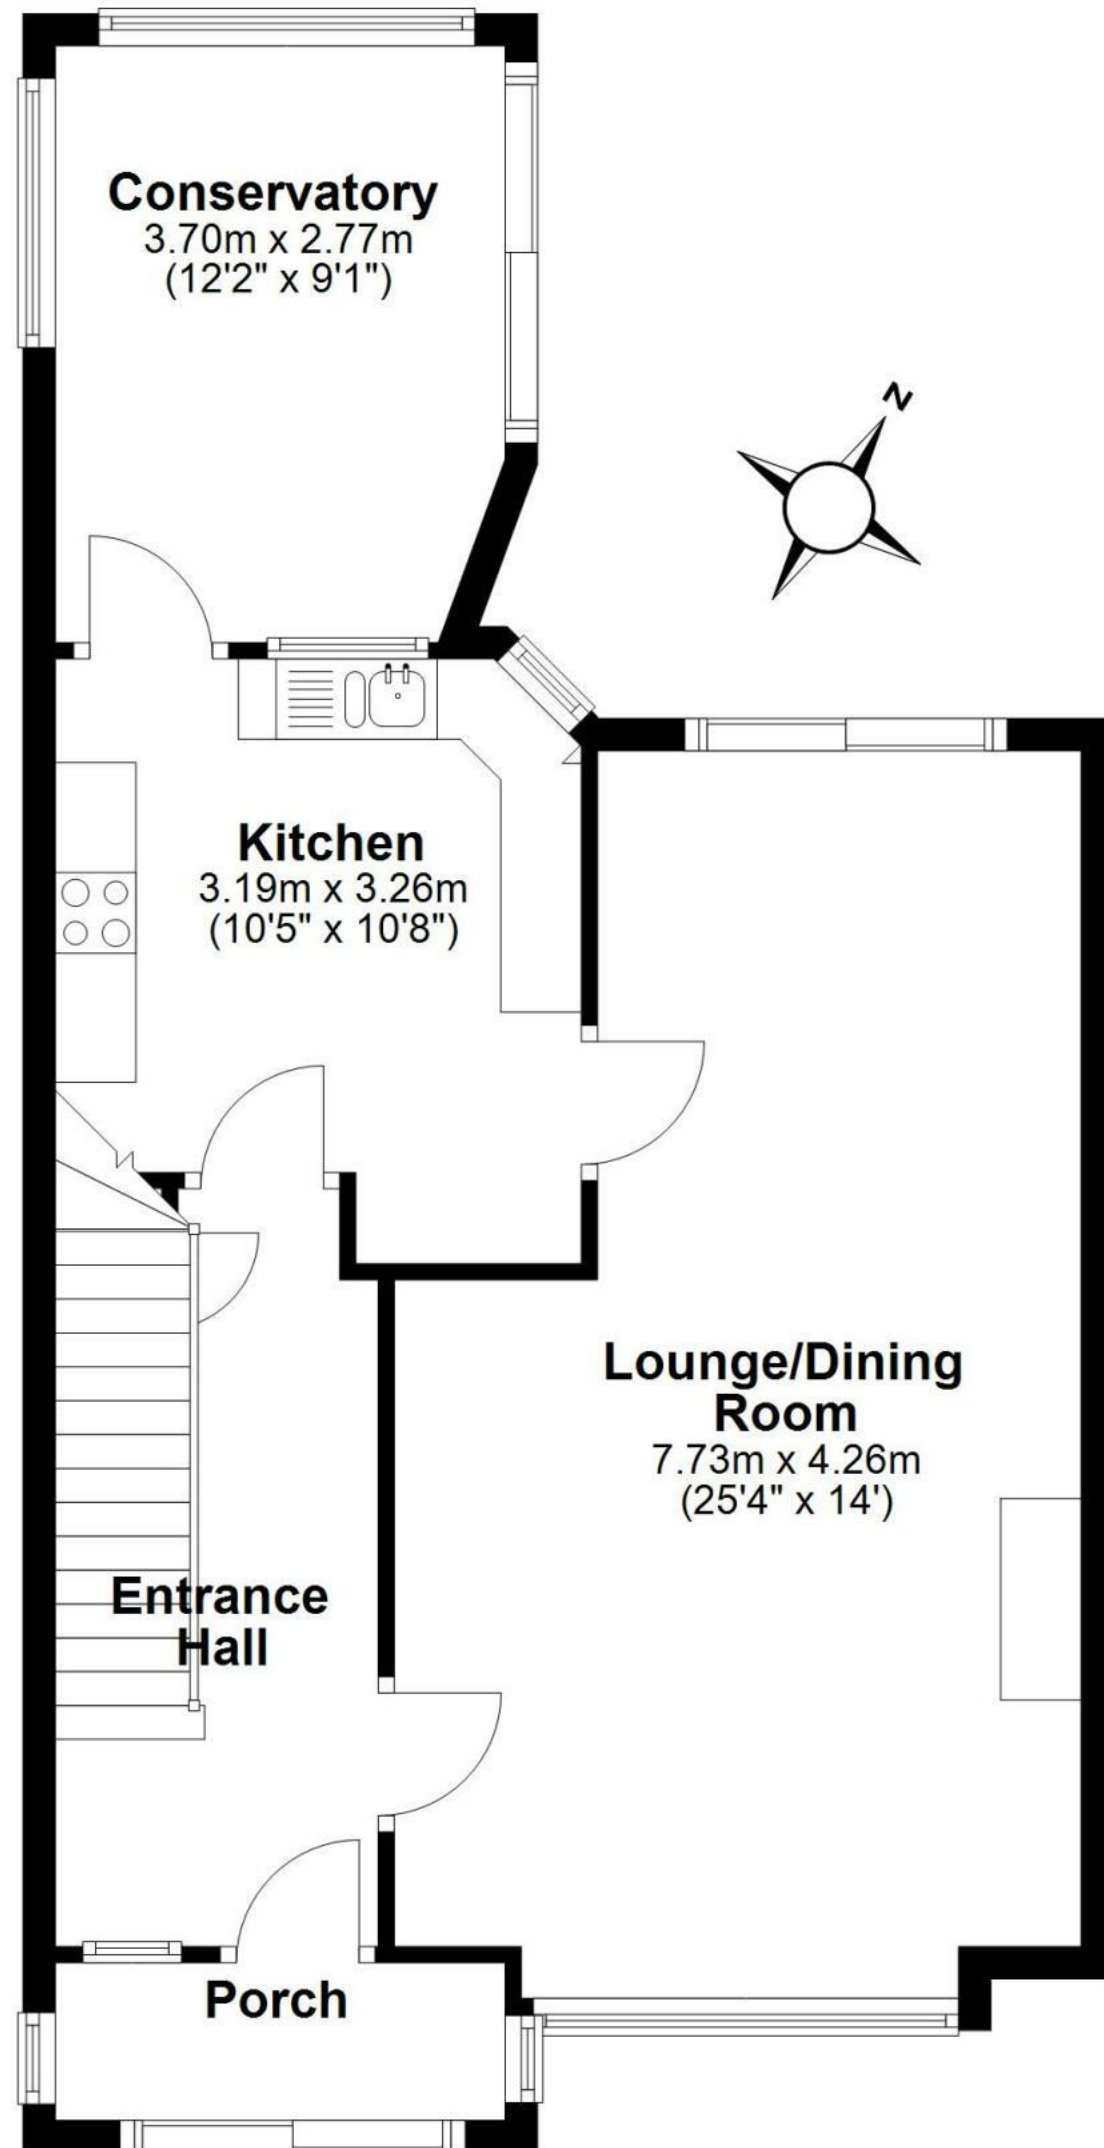 Conservatory
3.70m x 2.77m
(12'2" x 9'1")
N
Kitchen
3.19m x 3.26m
(10'5" x 10'8")
Lounge/Dining
Room
7.73m x 4.26m
(25'4" x 14')
Entrance
Hall
Porch